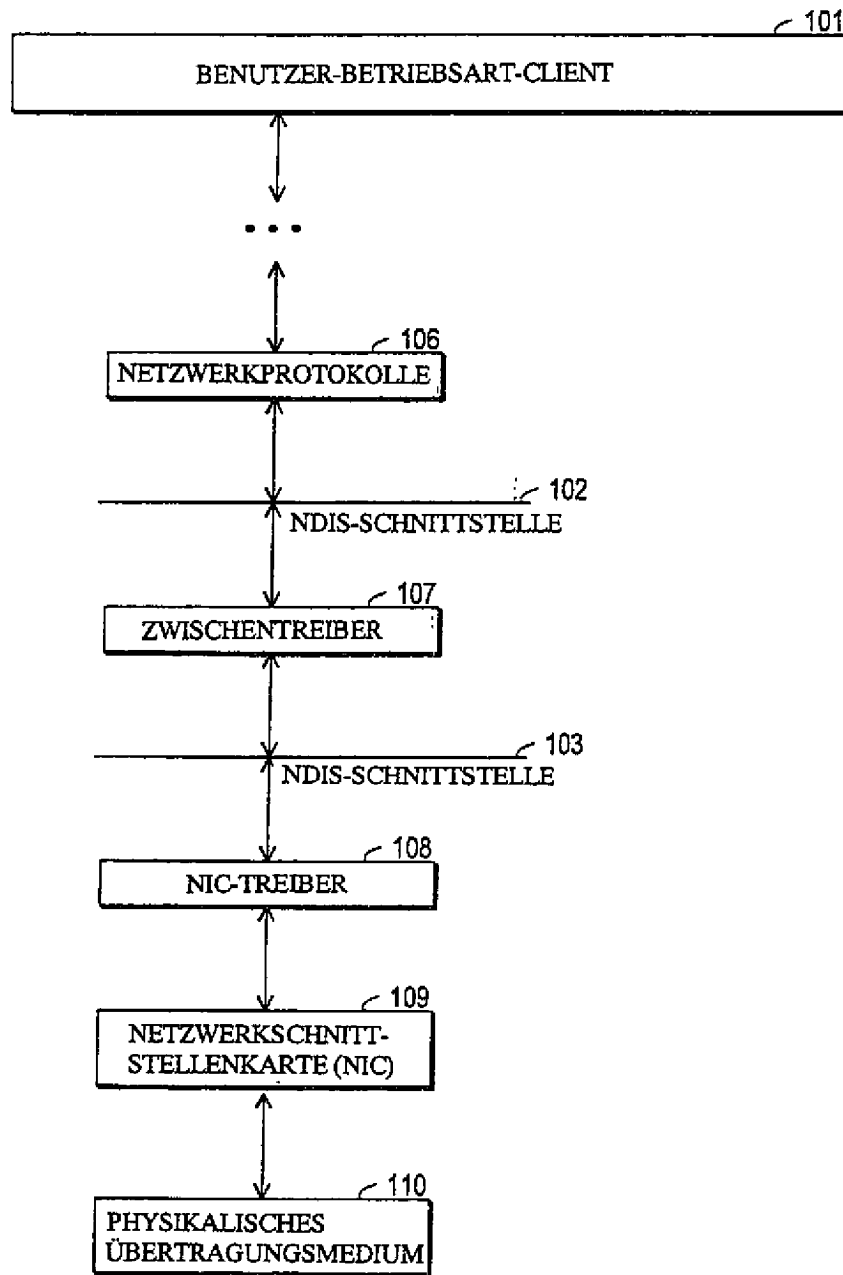 101
BENUTZER-BETRIEBSART-CLIENT
...
106
NETZWERKPROTOKOLLE
102
NDIS-SCHNITTSTELLE
107
ZWISCHENTREIBER
103
NDIS-SCHNITTSTELLE
108
NIC-TREIBER
109
NETZWERKSCHNITT-
STELLENKARTE (NIC)
110
PHYSIKALISCHES
ÜBERTRAGUNGSMEDIUM